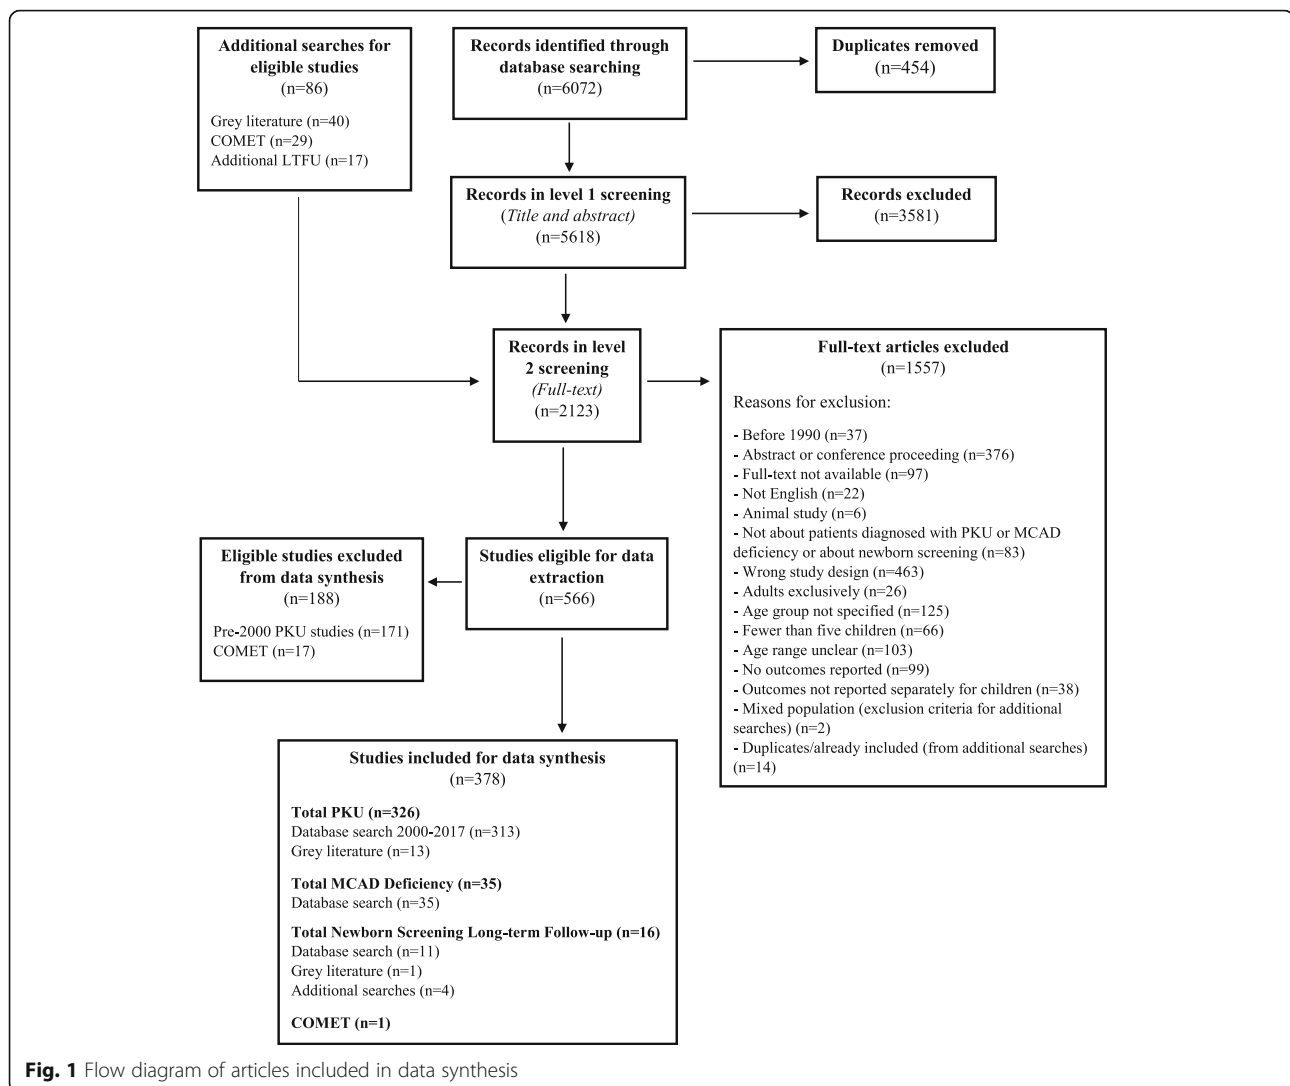 Additional searches for
eligible studies
(n=86)
Grey literature (n=40)
COMET (n=29)
Additional LTFU (n=17)
Records identified through
database searching
(n=6072)
Duplicates removed
(n=454)
Records in level 1 screening
(Title and abstract)
(n=5618)
Records excluded
(n=3581)
Records in level
2 screening
(Full-text)
(n=2123)
Full-text articles excluded
(n=1557)
Reasons for exclusion:
- Before 1990 (n=37)
- Abstract or conference proceeding (n=376)
- Full-text not available (n=97)
- Not English (n=22)
- Animal study (n=6)
- Not about patients diagnosed with PKU or MCAD
deficiency or about newborn screening (n=83)
- Wrong study design (n=463)
- Adults exclusively (n=26)
- Age group not specified (n=125)
- Fewer than five children (n=66)
- Age range unclear (n=103)
- No outcomes reported (n=99)
- Outcomes not reported separately for children (n=38)
- Mixed population (exclusion criteria for additional
searches) (n=2)
- Duplicates/already included (from additional searches)
(n=14)
Eligible studies excluded
from data synthesis
(n=188)
Pre-2000 PKU studies (n=171)
COMET (n=17)
Studies eligible for data
extraction
(n=566)
Studies included for data synthesis
(n=378)
Total PKU (n=326)
Database search 2000-2017 (n=313)
Grey literature (n=13)
Total MCAD Deficiency (n=35)
Database search (n=35)
Total Newborn Screening Long-term Follow-up (n=16)
Database search (n=11)
Grey literature (n=1)
Additional searches (n=4)
COMET (n=1)
Fig. 1 Flow diagram of articles included in data synthesis